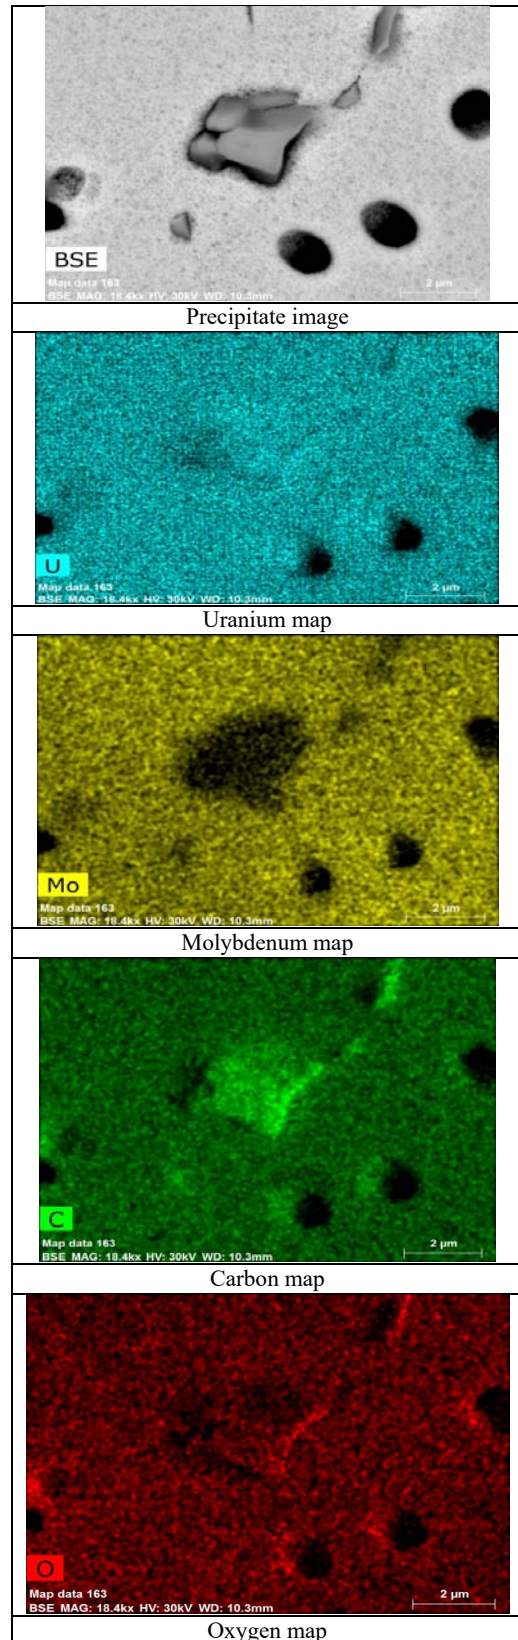 BSE
Map data 163
BSE MAG: 18.4kx HV: 30kV WD: 10.3mm
2 µm
Precipitate image
U
Map data 163
BSE MAG: 18.4kx HV: 30kV WD: 10.3mm
2 µm
Uranium map
Mo
Map data 163
BSE MAG: 18.4kx HV: 30kV WD: 10.3mm
2 µm
Molybdenum map
C
Map data 163
BSE MAG: 18.4kx HV: 30kV WD: 10.3mm
2 µm
Carbon map
O
Map data 163
BSE MAG: 18.4kx HV: 30kV WD: 10.3mm
2 µm
Oxygen map